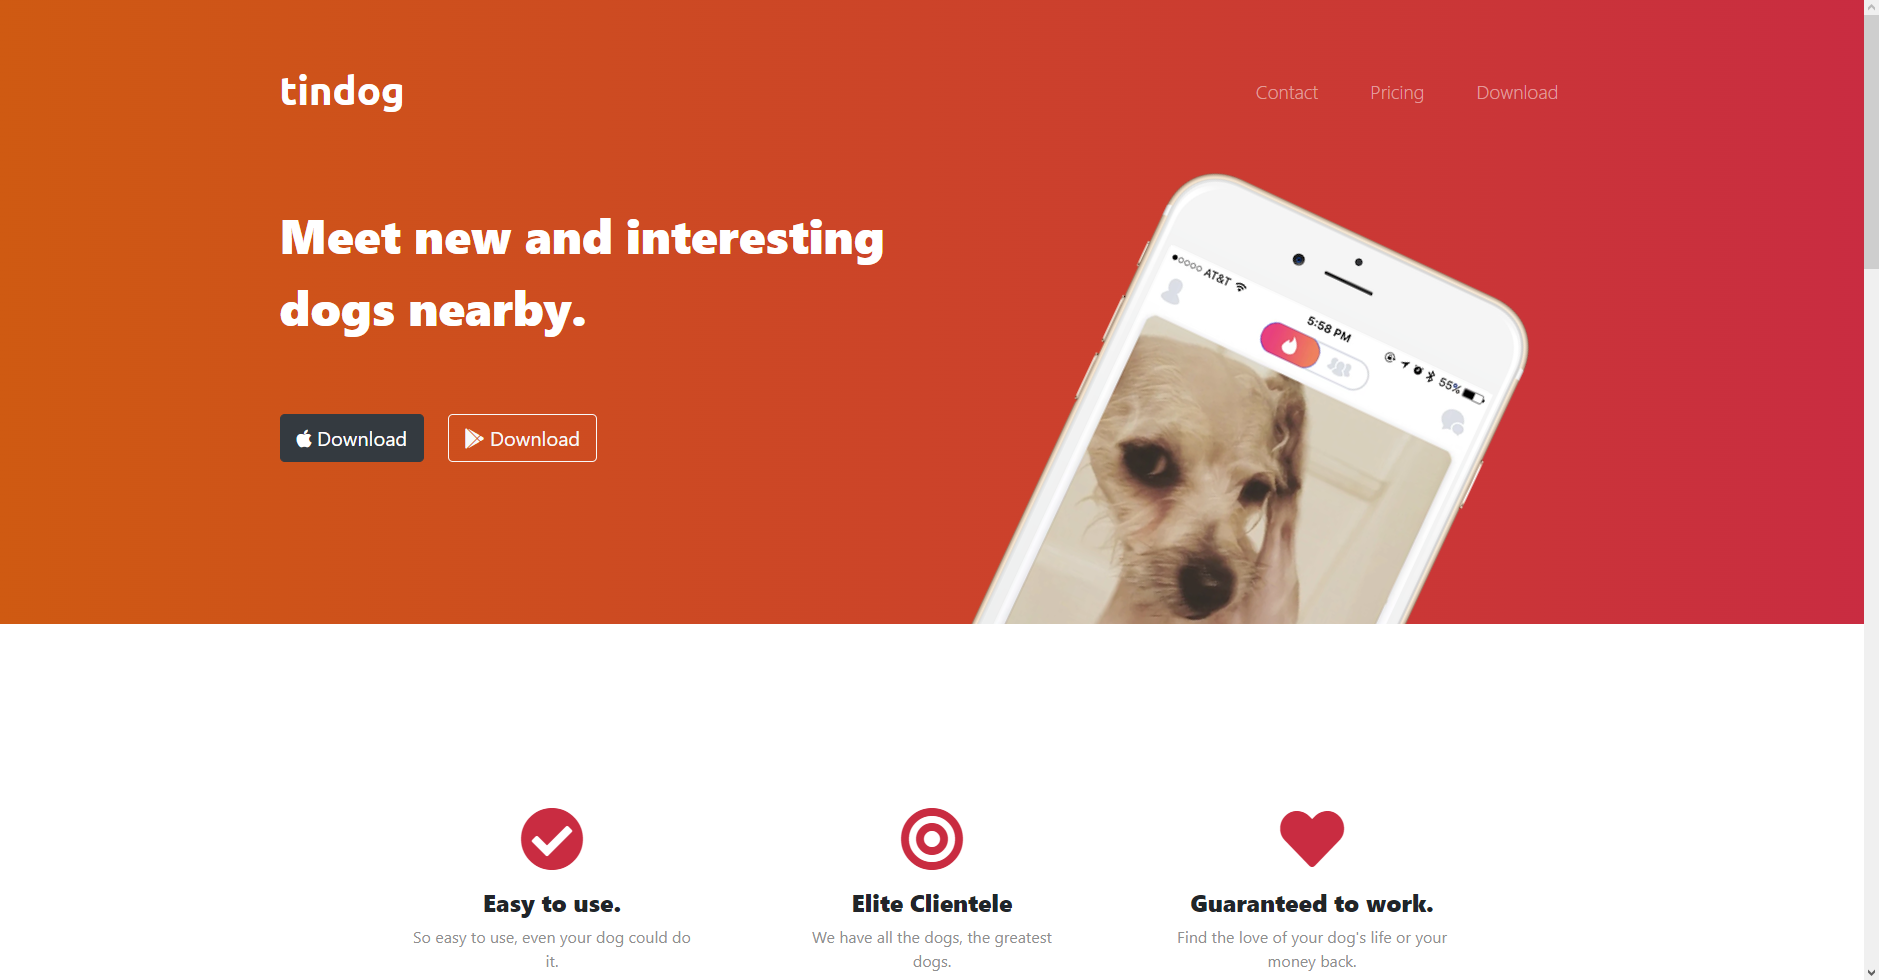 tindog
Contact Pricing Download
Meet new and interesting
dogs nearby.
AT&T
5:58 PM
55%
Download Download
Easy to use.
So easy to use, even your dog could do
it.
Elite Clientele
We have all the dogs, the greatest
dogs.
Guaranteed to work.
Find the love of your dog's life or your
money back.